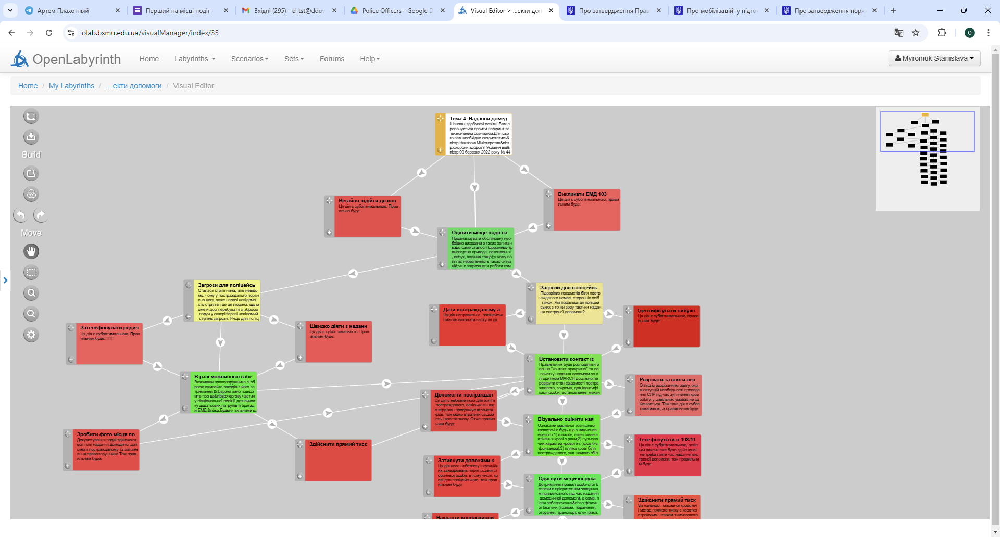 Артем Плахотный
Перший на місці події
Вхідні (295) - d_tst@dduv
Police Officers - Google D
Visual Editor > ...екти доп
Про затвердження Прав
Про мобілізаційну підго
Про затвердження поря
olab.bsmu.edu.ua/visualManager/index/35
O
OpenLabyrinth
Home
Labyrinths
Scenarios
Sets
Forums
Help
Myroniuk Stanislava
Home / My Labyrinths / ...екти допомоги / Visual Editor
Build
Move
Тема 4. Надання домед
Шановні здобувачі освіти! Вам п
ропонується пройти лабіринт за
визначеним сценарієм.Для цьо
го вам необхідно скористатись&
nbsp;Наказом Міністерства&nbs
p;охорони здоров'я України від&
nbsp;09 березня 2022 року № 44
Негайно підійти до пос
Ця дія є субоптимальною. Прав
ильно буде:
Викликати ЕМД 103
Ця дія є субоптимальною, прави
льним буде:
Оцінити місце події на
Проаналізувати обстановку нео
бхідно виходячи з таких запитан
ь:що саме сталося (дорожньо-тр
анспортна пригода, потоплення
, вибух, падіння тощо);у чому по
лягає небезпечність таких ситуа
цій;чи є загроза для роботи ком
Загрози для поліцейсь
Сталася стрілянина, але невідо
мо, чому у постраждалого поран
ено ногу, адже наразі невідомо
хто стріляв і де ця людина, що м
оже й досі перебувати зі зброєю
поруч у сквері!Наразі невідомий
ступінь загрози. Якщо для поліц
Загрози для поліцейсь
Підозрілих предметів біля постр
аждалого немає, сторонніх осіб
також. Які подальші дії поліцей
ських з точки зору тактики надан
ня екстреної допомоги?
Дати постраждалому а
Ця дія неправильна, поліцейськ
і мають виконати наступні дії:
Ідентифікувати вибухо
Ця дія є субоптимальною, прави
льним буде:
Зателефонувати родич
Ця дія є субоптимальною. Прав
ильним буде:
Швидко діяти з наданн
Ця дія є субоптимальною. Прав
ильним буде:
Встановити контакт із
Правильним буде розподілити р
олі на "контакт-прикриття" та до
початку надання допомоги за а
лгоритмом MARCH доцільно пе
ревірити стан свідомості постра
ждалого, зокрема, для ідентифі
кації особи, встановлення механ
В разі можливості забе
Виявивши правопорушника зі зб
роєю вживайте заходів з його за
тримання,&nbsp;негайно повідо
мте про це&nbsp;чергову частин
у Національної поліції для викли
ку додаткових патрулів й бригад
и ЕМД.&nbsp;Будьте пильними щ
Розрізати та зняти вес
Огляд із розрізанням одягу, окрі
м ситуацій необхідності проведе
ння СЛР під час зупинення кров
ообігу, у цивільних умовах не зд
ійснюється. Тож така дія є субоп
тимальною, а правильним буде
:
Допомогти постраждал
Ця дія є небезпечною для життя
постраждалого, оскільки він вж
е втратив і продовжує втрачати
кров, тож може втратити свідом
ість і впасти знову. Отже правил
ьним буде:
Візуально оцінити ная
Ознаками масивної зовнішньої
кровотечі є будь-що з нижченав
еденого:1) швидке, інтенсивне в
итікання крові з рани;2) пульсую
чий характер кровотечі (кров б'є
фонтаном);3) пляма крові біля
постраждалого, яка швидко збіл
Зробити фото місця по
Документування подій здійснюєт
ься після надання домедичої доп
омоги постраждалому та затрим
ання правопорушника.Тож прав
ильним буде:
Здійснити прямий тиск
Телефонувати в 103/11
Ця дія є субоптимальною, оскіл
ьки виклик вже було здійснено і
не треба гаяти час надання екс
треної допомоги, тож правильни
м буде:
Затиснути долонями к
Ця дія несе небезпеку інфекційн
их захворювань через рідини ст
оронньої особи, в тому числі, кр
ові для поліцейського, тож прав
ильним буде:
Одягнути медичні рука
Дотримання правил особистої б
езпеки є пріоритетним завдання
м поліцейського під час надання
домедичної допомоги, а саме, п
ісля забезпечення&nbsp;фізичн
ої безпеки (травми, поранення,
отруєння, транспорт, електрика,
Здійснити прямий тиск
За наявності масивної кровотеч
і метод прямого тиску є коротко
строковим шляхом тимчасового
Накласти кровоспинни